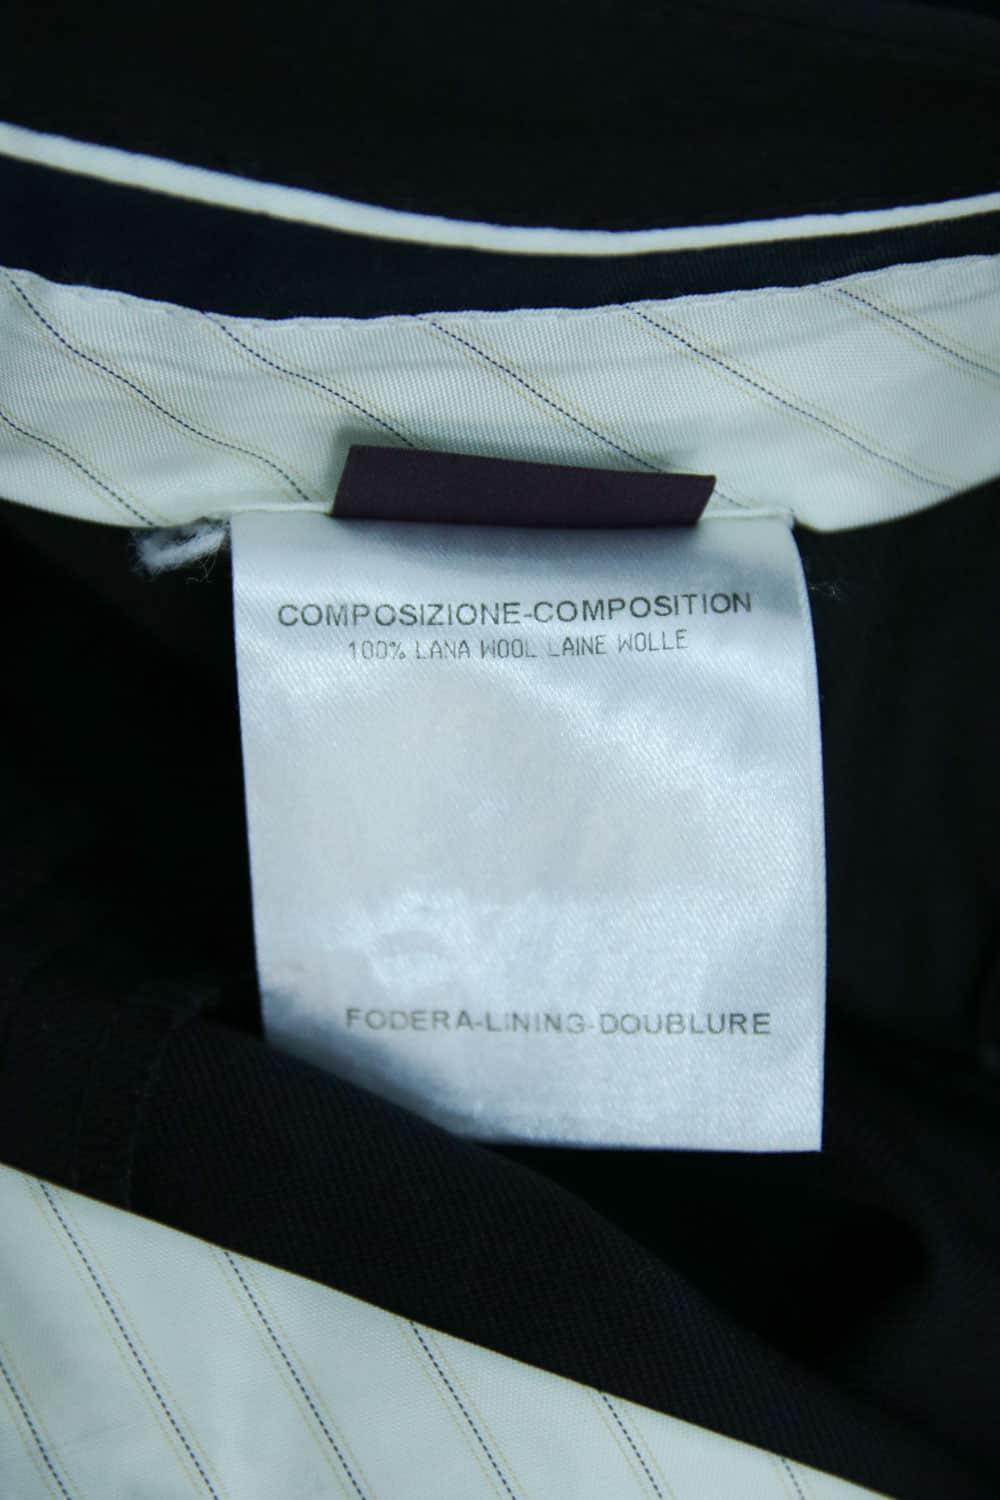 COMPOSIZIONE-COMPOSITION
100% LANA WOOL LAINE WOLLE
FODERA-LINING-DOUBLURE